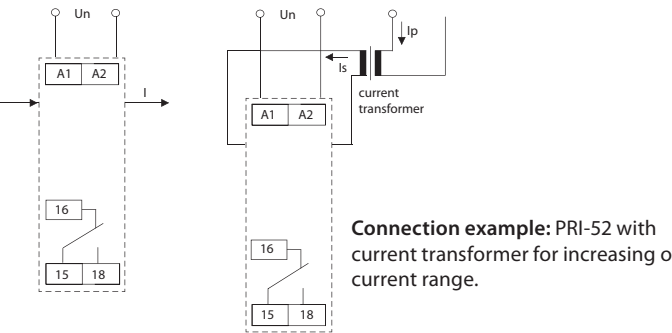 Un
A1 A2
I
16
15 18
Un
Ip
Is
current
transformer
A1 A2
16
15 18
Connection example: PRI-52 with
current transformer for increasing o
current range.